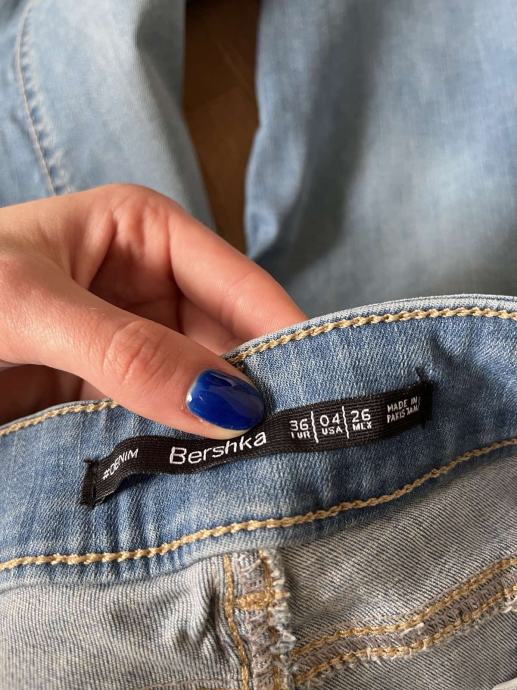 #DENIM
Bershka
36 | 04 | 26
EUR | USA | MEX
MADE IN
PAKISTAN